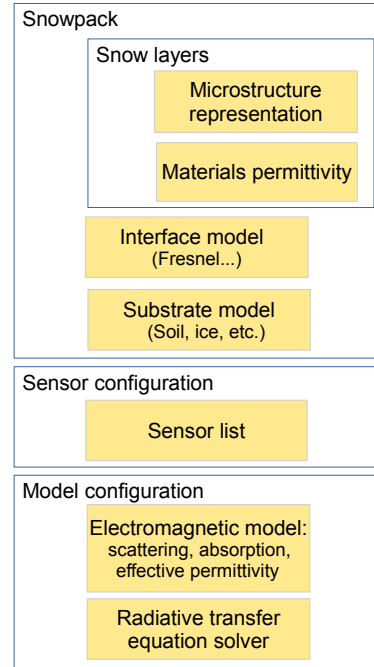 Snowpack
Snow layers
Microstructure
representation
Materials permittivity
Interface model
(Fresnel...)
Substrate model
(Soil, ice, etc.)
Sensor configuration
Sensor list
Model configuration
Electromagnetic model:
scattering, absorption,
effective permittivity
Radiative transfer
equation solver